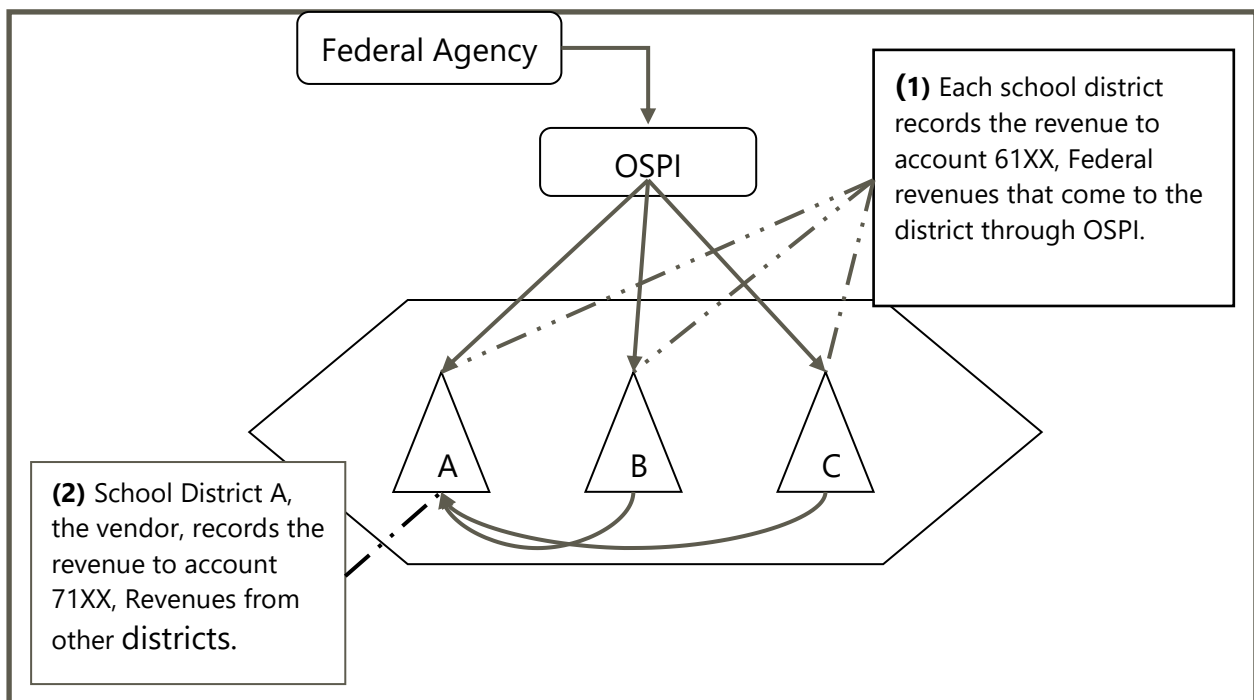 Federal Agency
(1) Each school district
records the revenue to
account 61XX, Federal
revenues that come to the
district through OSPI.
OSPI
A
B
C
(2) School District A,
the vendor, records the
revenue to account
71XX, Revenues from
other districts.